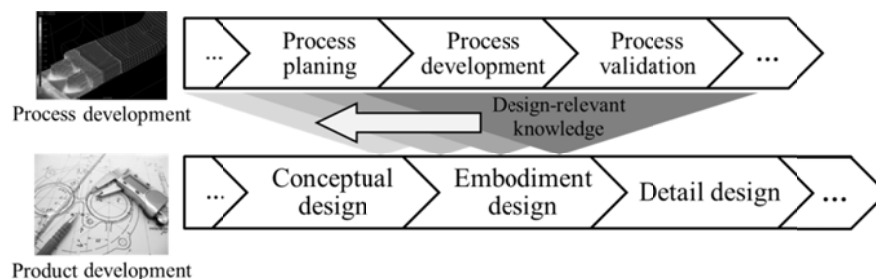 ... Process planing Process development Process validation ...
Process development
Design-relevant knowledge
... Conceptual design Embodiment design Detail design ...
Product development